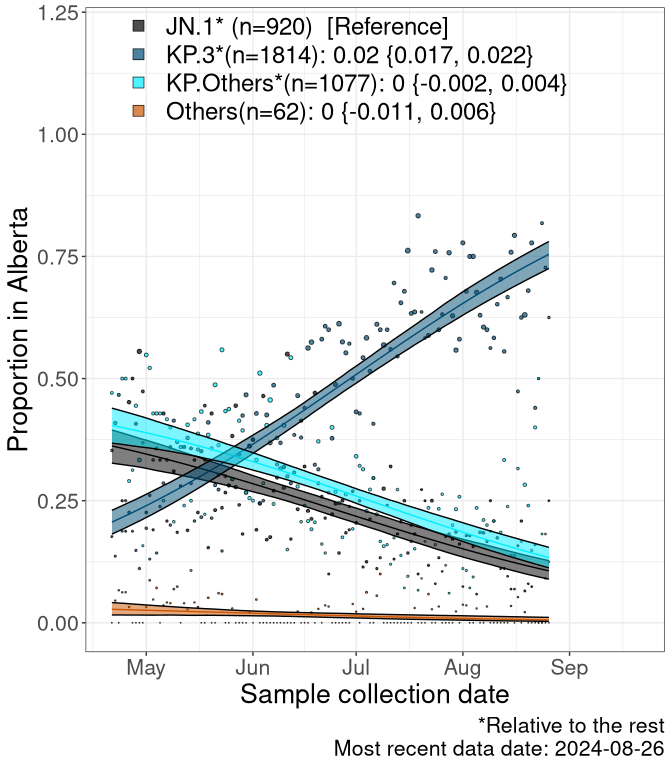 JN.1* (n=920) [Reference]
KP.3*(n=1814): 0.02 {0.017, 0.022}
KP.Others*(n=1077): 0 {-0.002, 0.004}
Others(n=62): 0 {-0.011, 0.006}
1.25
1.00
0.75
0.50
0.25
0.00
Proportion in Alberta
May Jun Jul Aug Sep
Sample collection date
*Relative to the rest
Most recent data date: 2024-08-26